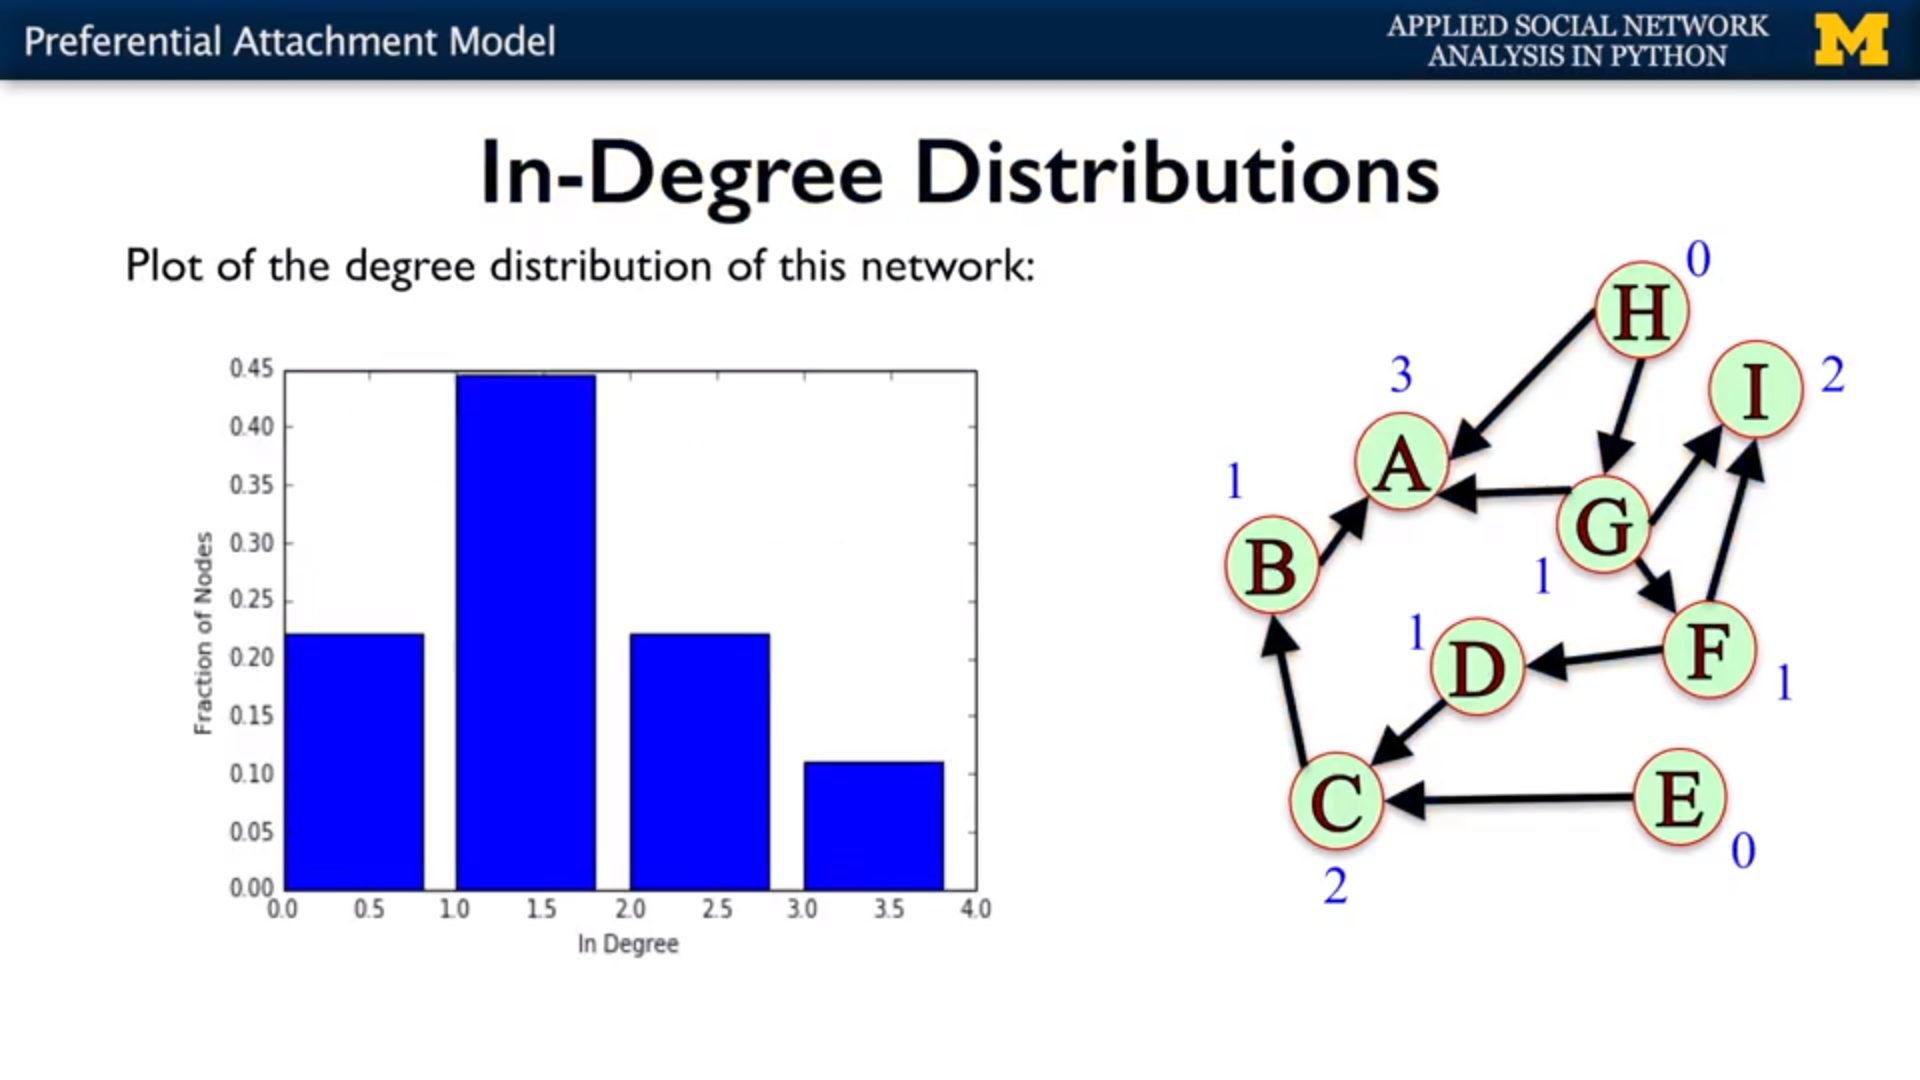 Preferential Attachment Model
APPLIED SOCIAL NETWORK
ANALYSIS IN PYTHON
M
In-Degree Distributions
Plot of the degree distribution of this network:
0.45
0.40
0.35
0.30
0.25
0.20
0.15
0.10
0.05
0.00
Fraction of Nodes
0.0 0.5 1.0 1.5 2.0 2.5 3.0 3.5 4.0
In Degree
H 0
I 2
3
A
1
B
G
1
1
D
F
1
C
2
E
0